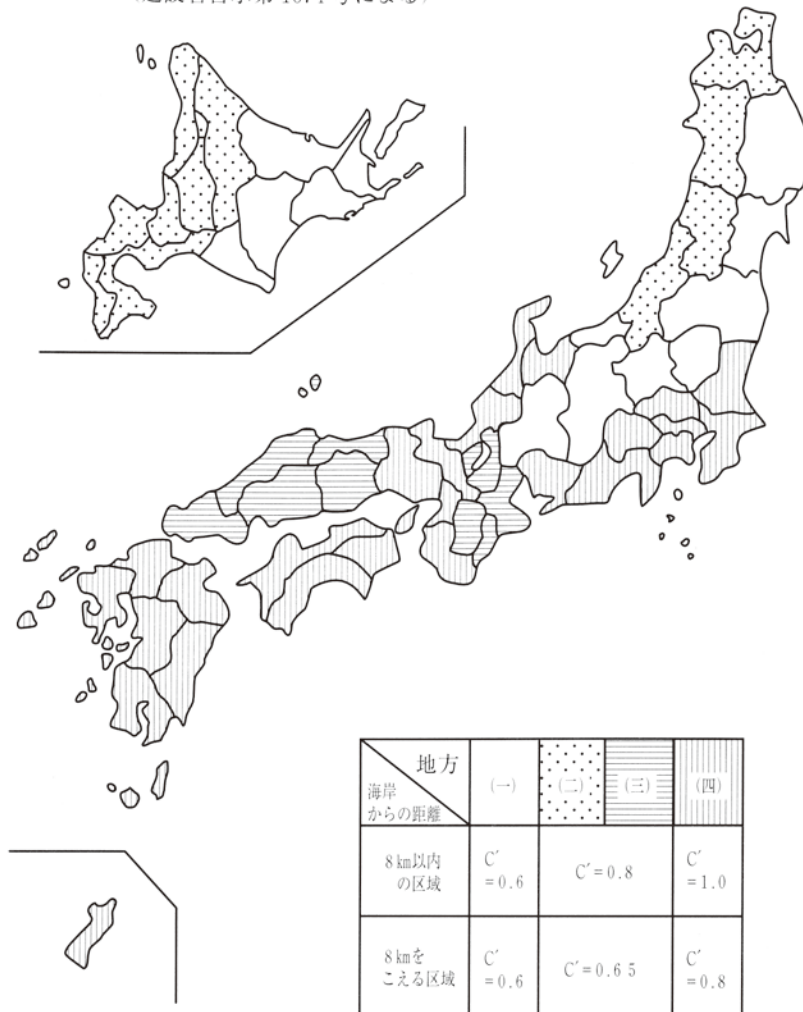 地方
海岸
からの距離
(一) (二) (三) (四)
8km以内
の区域
C′
=0.6
C′=0.8
C′
=1.0
8kmを
こえる区域
C′
=0.6
C′=0.65
C′
=0.8